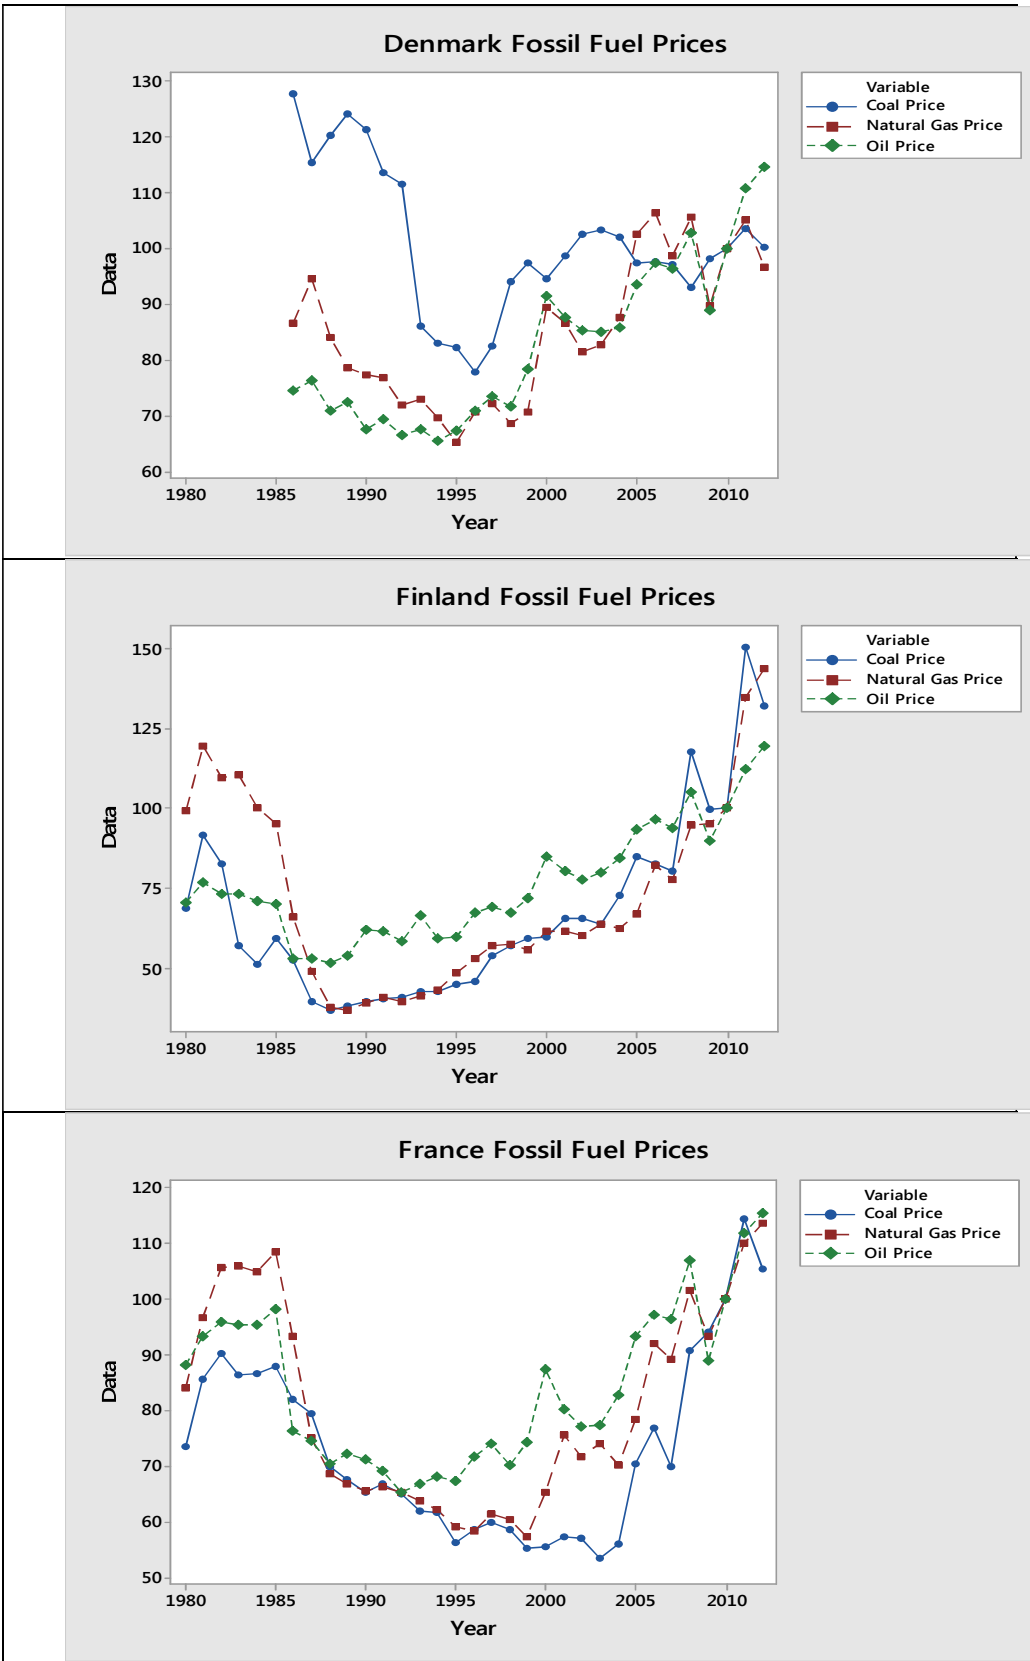 Denmark Fossil Fuel Prices
130
120
110
100
90
80
70
60
Data
1980 1985 1990 1995 2000 2005 2010
Year
Variable
Coal Price
Natural Gas Price
Oil Price
Finland Fossil Fuel Prices
150
125
100
75
50
Data
1980 1985 1990 1995 2000 2005 2010
Year
Variable
Coal Price
Natural Gas Price
Oil Price
France Fossil Fuel Prices
120
110
100
90
80
70
60
50
Data
1980 1985 1990 1995 2000 2005 2010
Year
Variable
Coal Price
Natural Gas Price
Oil Price